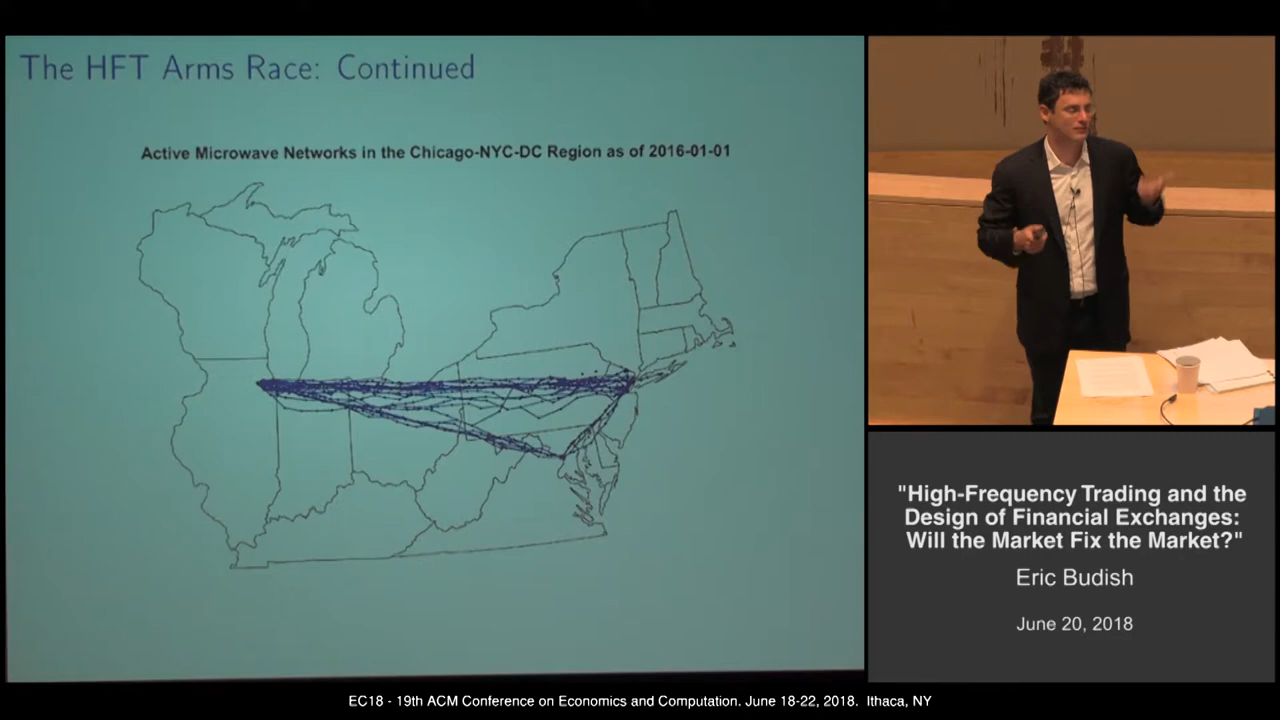 The HFT Arms Race: Continued
Active Microwave Networks in the Chicago-NYC-DC Region as of 2016-01-01
"High-Frequency Trading and the
Design of Financial Exchanges:
Will the Market Fix the Market?"
Eric Budish
June 20, 2018
EC18 - 19th ACM Conference on Economics and Computation. June 18-22, 2018. Ithaca, NY